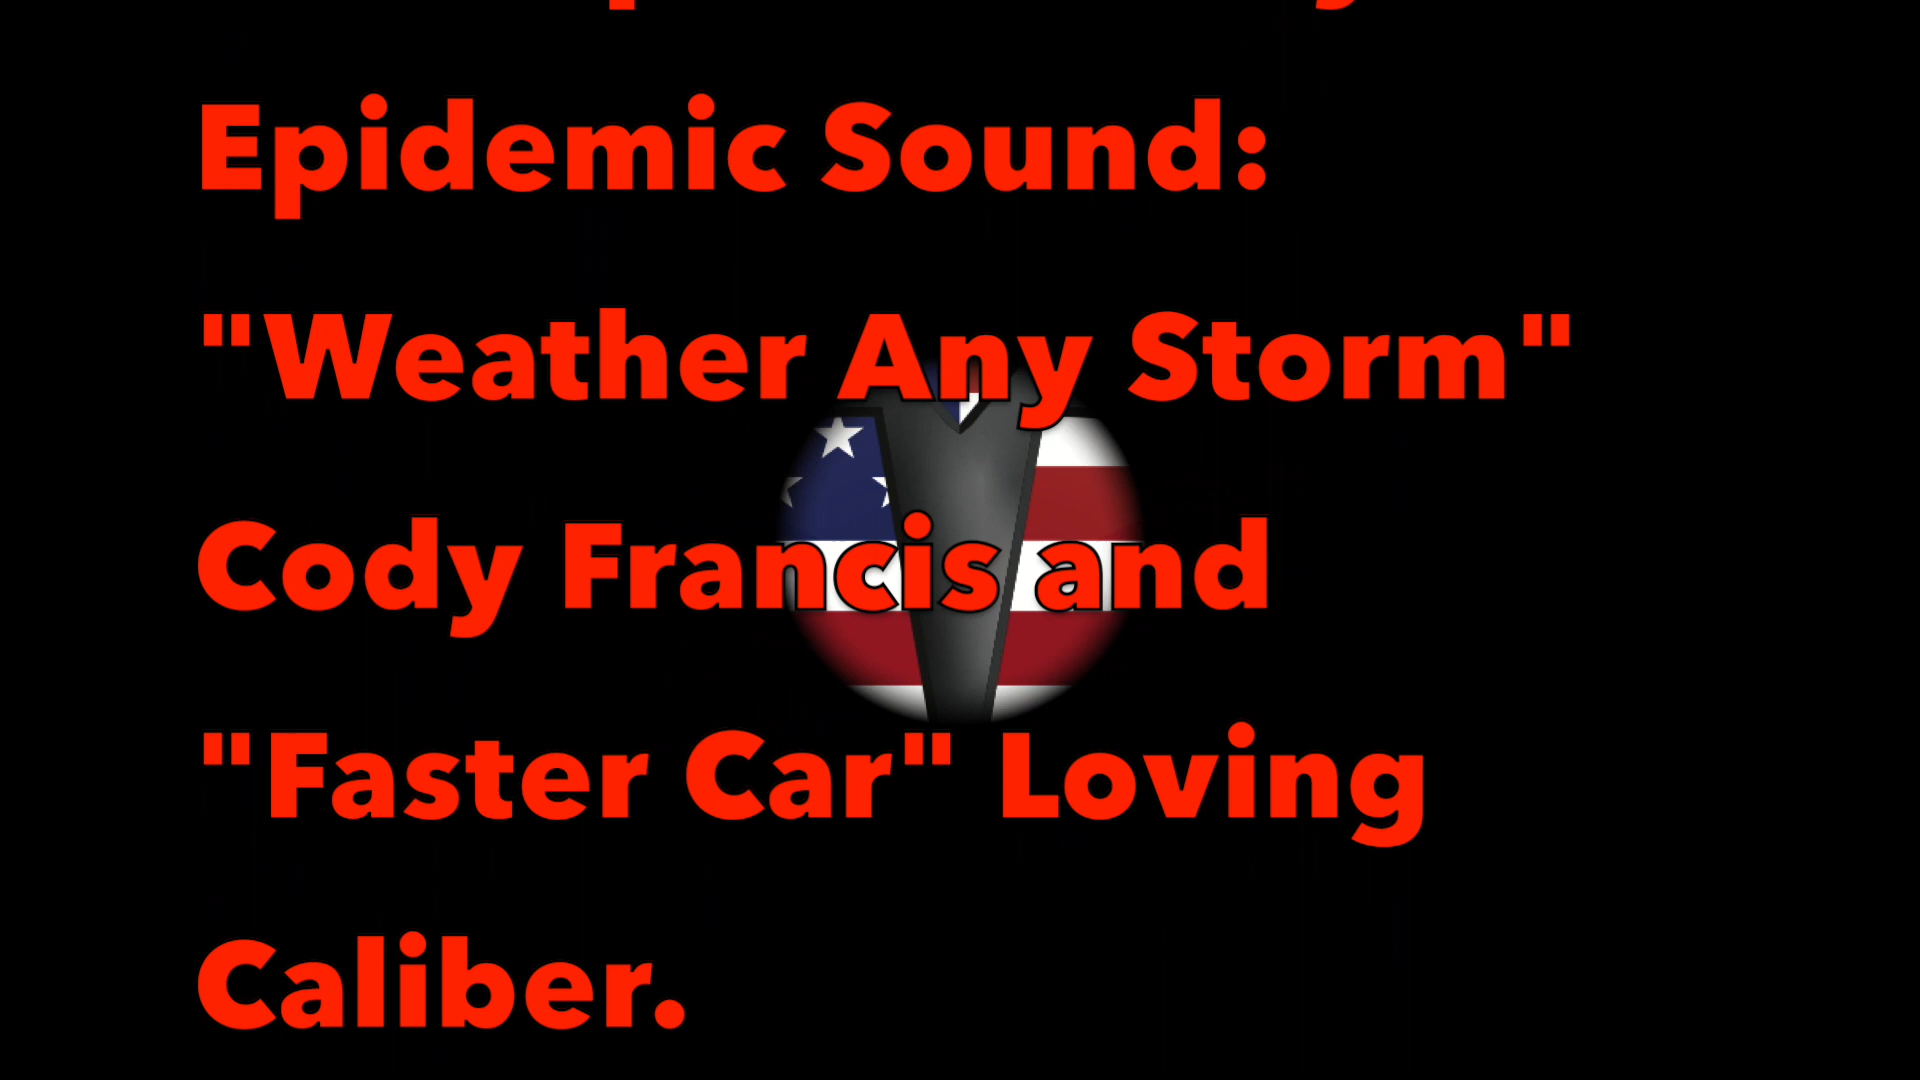 Epidemic Sound:
"Weather Any Storm"
Cody Francis and
"Faster Car" Loving
Caliber.